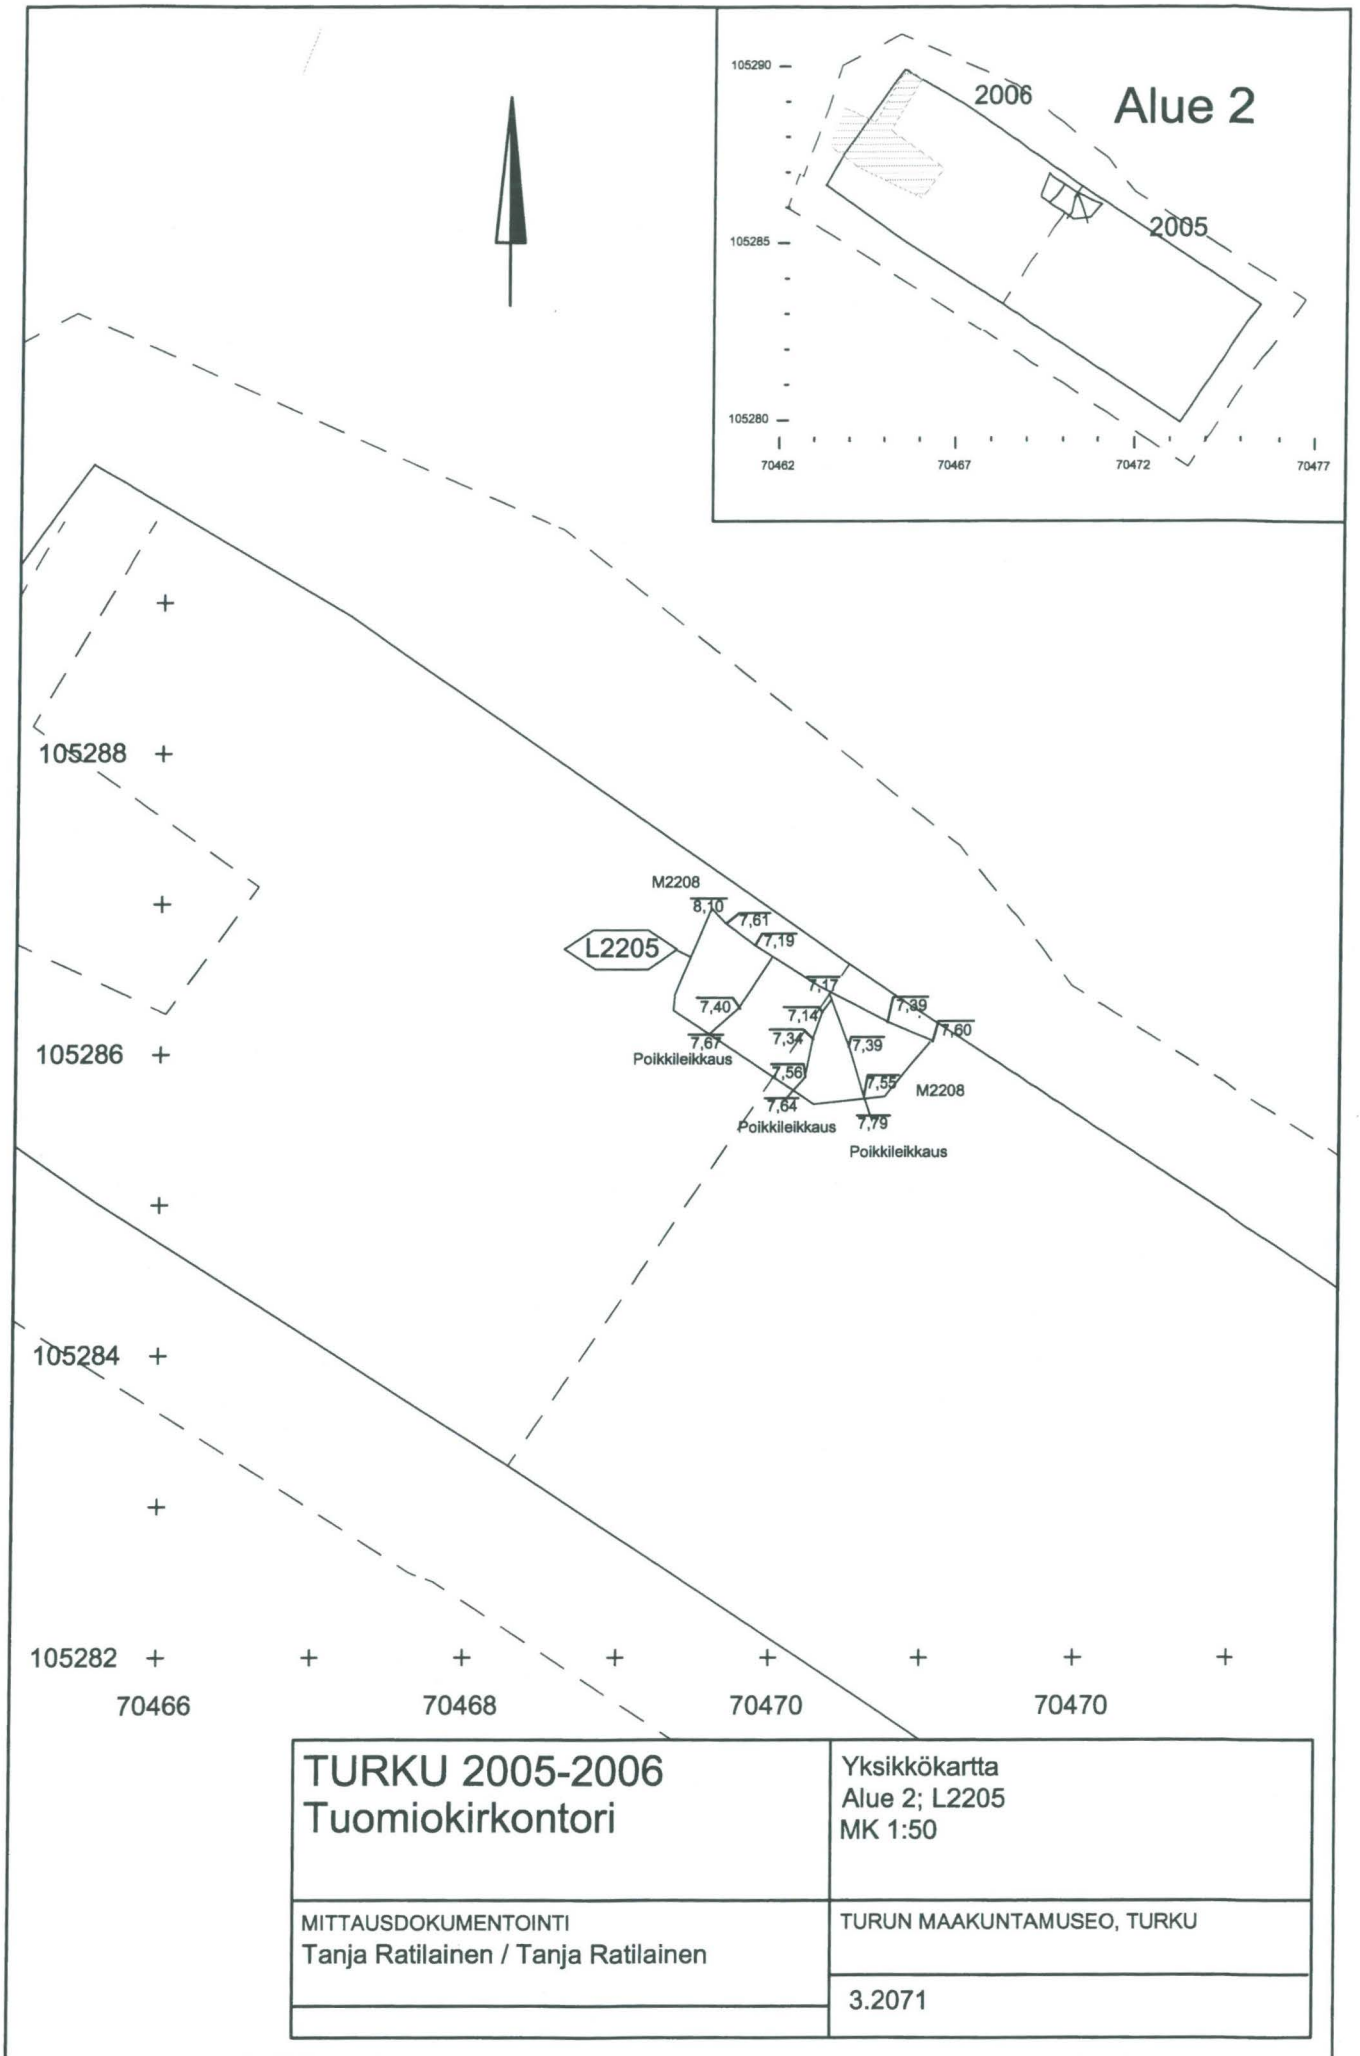 105290
2006
Alue 2
2005
105285
105280
70462
70467
70472
70477
105288
M2208
8,10
7,61
7,19
L2205
7,17
7,39
7,40
7,14
7,60
7,67
7,34
7,39
105286
Poikkileikkaus
7,56
7,55
M2208
7,64
7,79
Poikkileikkaus
Poikkileikkaus
105284
105282
70466
70468
70470
70470
TURKU 2005-2006
Tuomiokirkontori
Yksikkökartta
Alue 2; L2205
MK 1:50
MITTAUSDOKUMENTOINTI
Tanja Ratilainen / Tanja Ratilainen
TURUN MAAKUNTAMUSEO, TURKU
3.2071